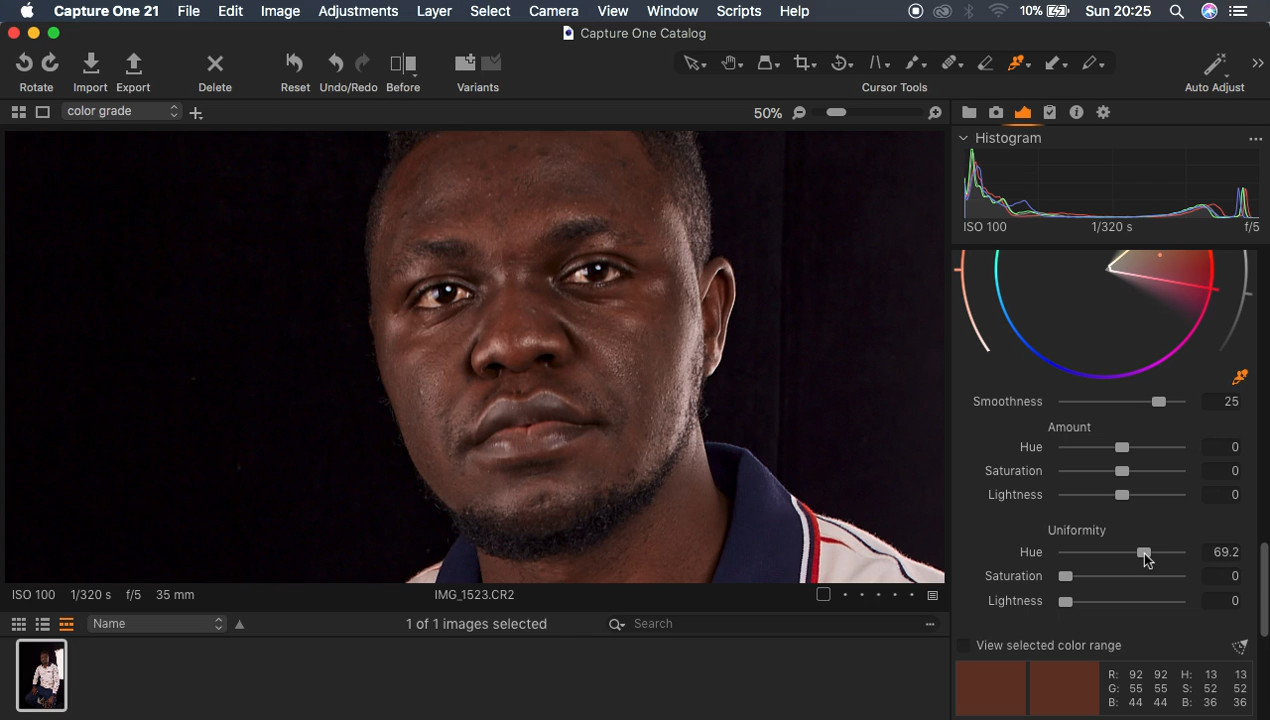 Capture One 21 File Edit Image Adjustments Layer Select Camera View Window Scripts Help 10% Sun 20:25
Capture One Catalog
Rotate Import Export Delete Reset Undo/Redo Before Variants Cursor Tools Auto Adjust
color grade 50%
Histogram
ISO 100 1/320 s f/5
Smoothness 25
Amount
Hue 0
Saturation 0
Lightness 0
Uniformity
Hue 69.2
Saturation 0
Lightness 0
ISO 100 1/320 s f/5 35 mm IMG_1523.CR2
Name 1 of 1 images selected Search
View selected color range
R: 92 92 H: 13 13
G: 55 55 S: 52 52
B: 44 44 B: 36 36